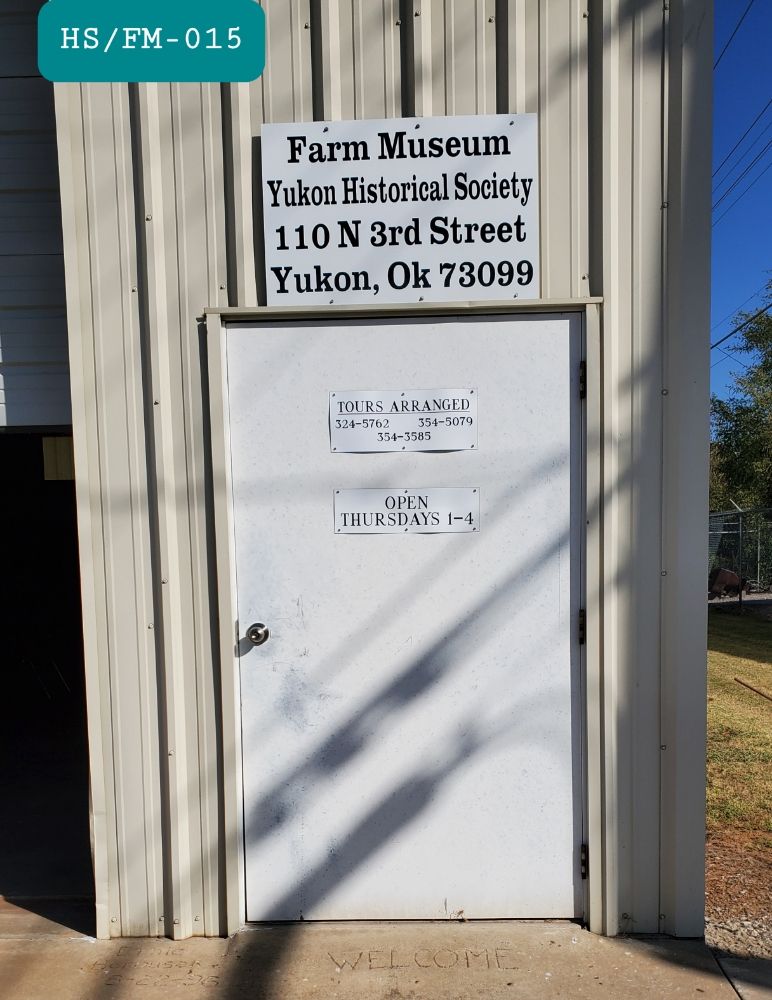 HS/FM-015
Farm Museum
Yukon Historical Society
110 N 3rd Street
Yukon, Ok 73099
TOURS ARRANGED
324-5762 354-5079
354-3585
OPEN
THURSDAYS 1-4
WELCOME